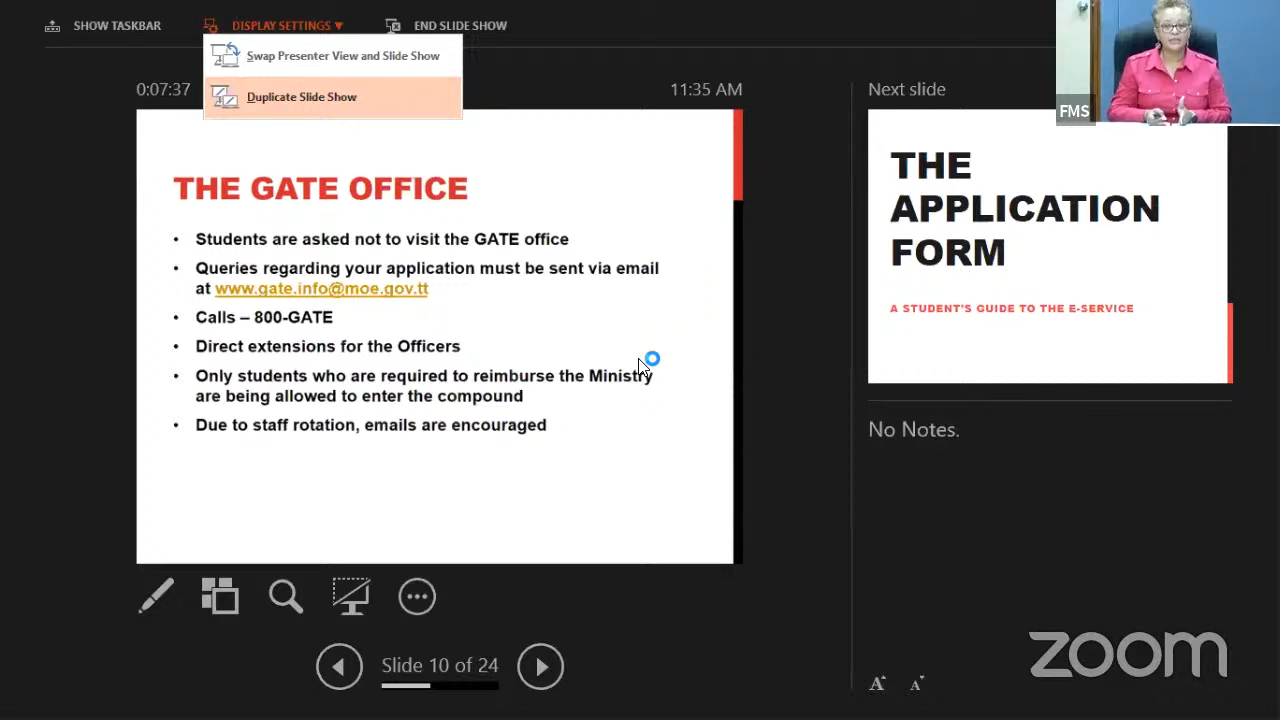 SHOW TASKBAR
DISPLAY SETTINGS ▼
END SLIDE SHOW
Swap Presenter View and Slide Show
Duplicate Slide Show
0:07:37
11:35 AM
Next slide
FMS
THE GATE OFFICE
• Students are asked not to visit the GATE office
• Queries regarding your application must be sent via email
at www.gate.info@moe.gov.tt
• Calls – 800-GATE
• Direct extensions for the Officers
• Only students who are required to reimburse the Ministry
are being allowed to enter the compound
• Due to staff rotation, emails are encouraged
THE
APPLICATION
FORM
A STUDENT'S GUIDE TO THE E-SERVICE
No Notes.
Slide 10 of 24
A A
zoom